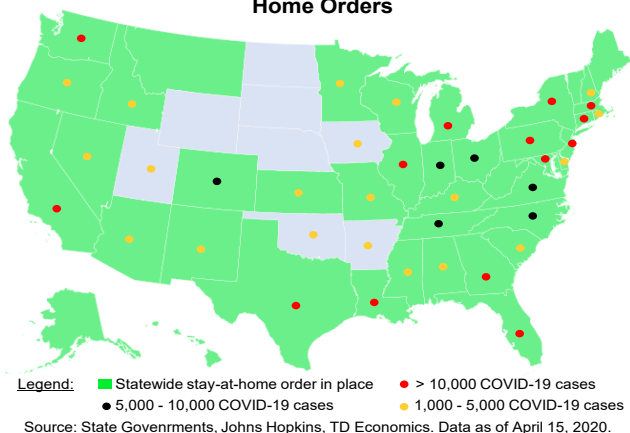 Home Orders
Legend: Statewide stay-at-home order in place > 10,000 COVID-19 cases
5,000 - 10,000 COVID-19 cases 1,000 - 5,000 COVID-19 cases
Source: State Govenrments, Johns Hopkins, TD Economics. Data as of April 15, 2020.